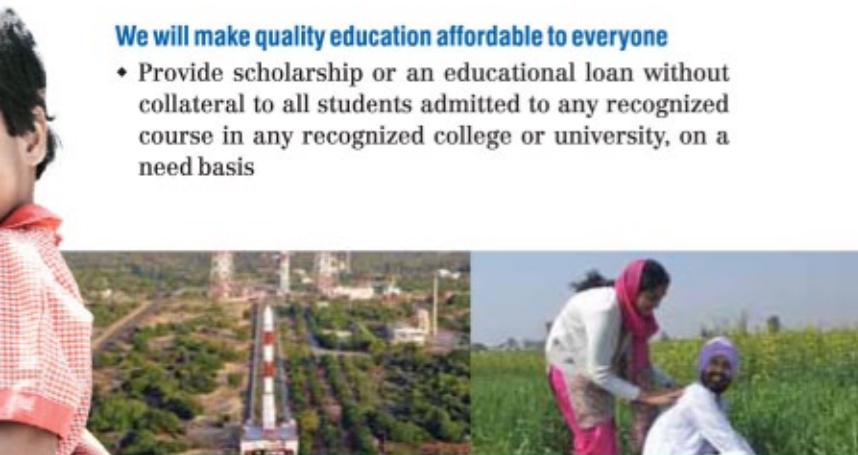 We will make quality education affordable to everyone
◆ Provide scholarship or an educational loan without
collateral to all students admitted to any recognized
course in any recognized college or university, on a
need basis